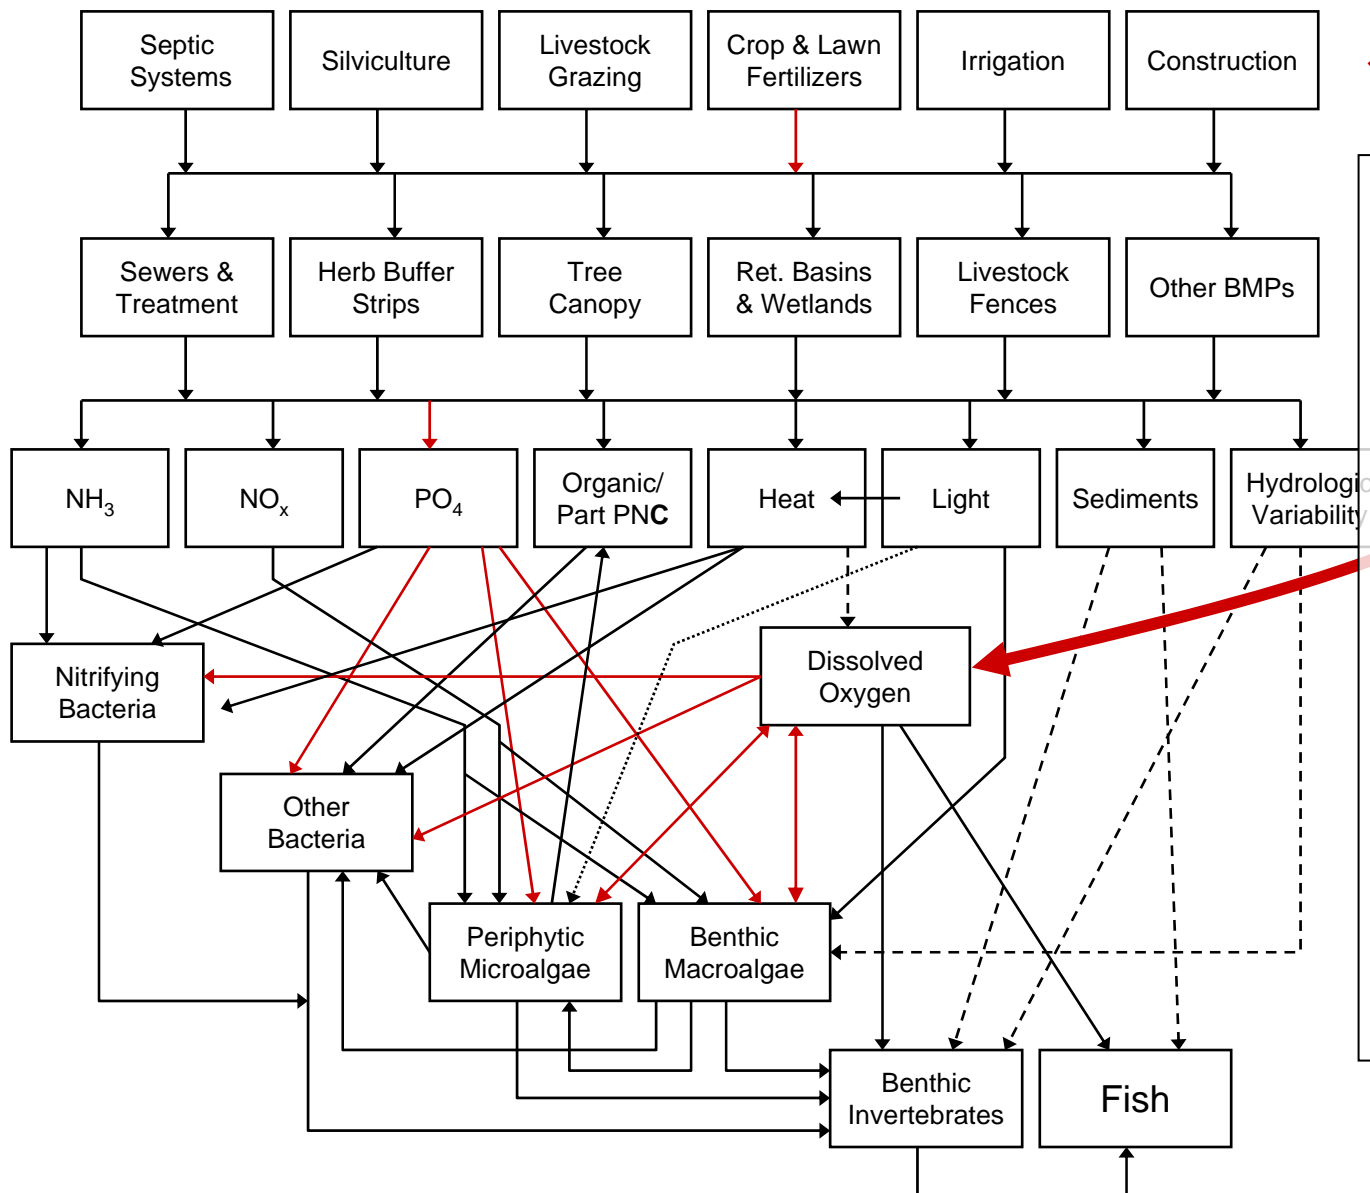 Septic
Systems
Silviculture
Livestock
Grazing
Crop & Lawn
Fertilizers
Irrigation
Construction
Sewers &
Treatment
Herb Buffer
Strips
Tree
Canopy
Ret. Basins
& Wetlands
Livestock
Fences
Other BMPs
NH3
NOx
PO4
Organic/
Part PNC
Heat
Light
Sediments
Hydrologic
Variability
Nitrifying
Bacteria
Dissolved
Oxygen
Other
Bacteria
Periphytic
Microalgae
Benthic
Macroalgae
Benthic
Invertebrates
Fish